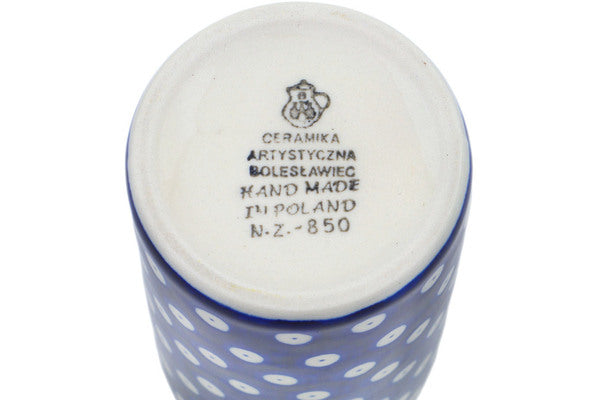 CERAMIKA
ARTYSTYCZNA
BOLESŁAWIEC
HAND MADE
IN POLAND
N.Z.-850